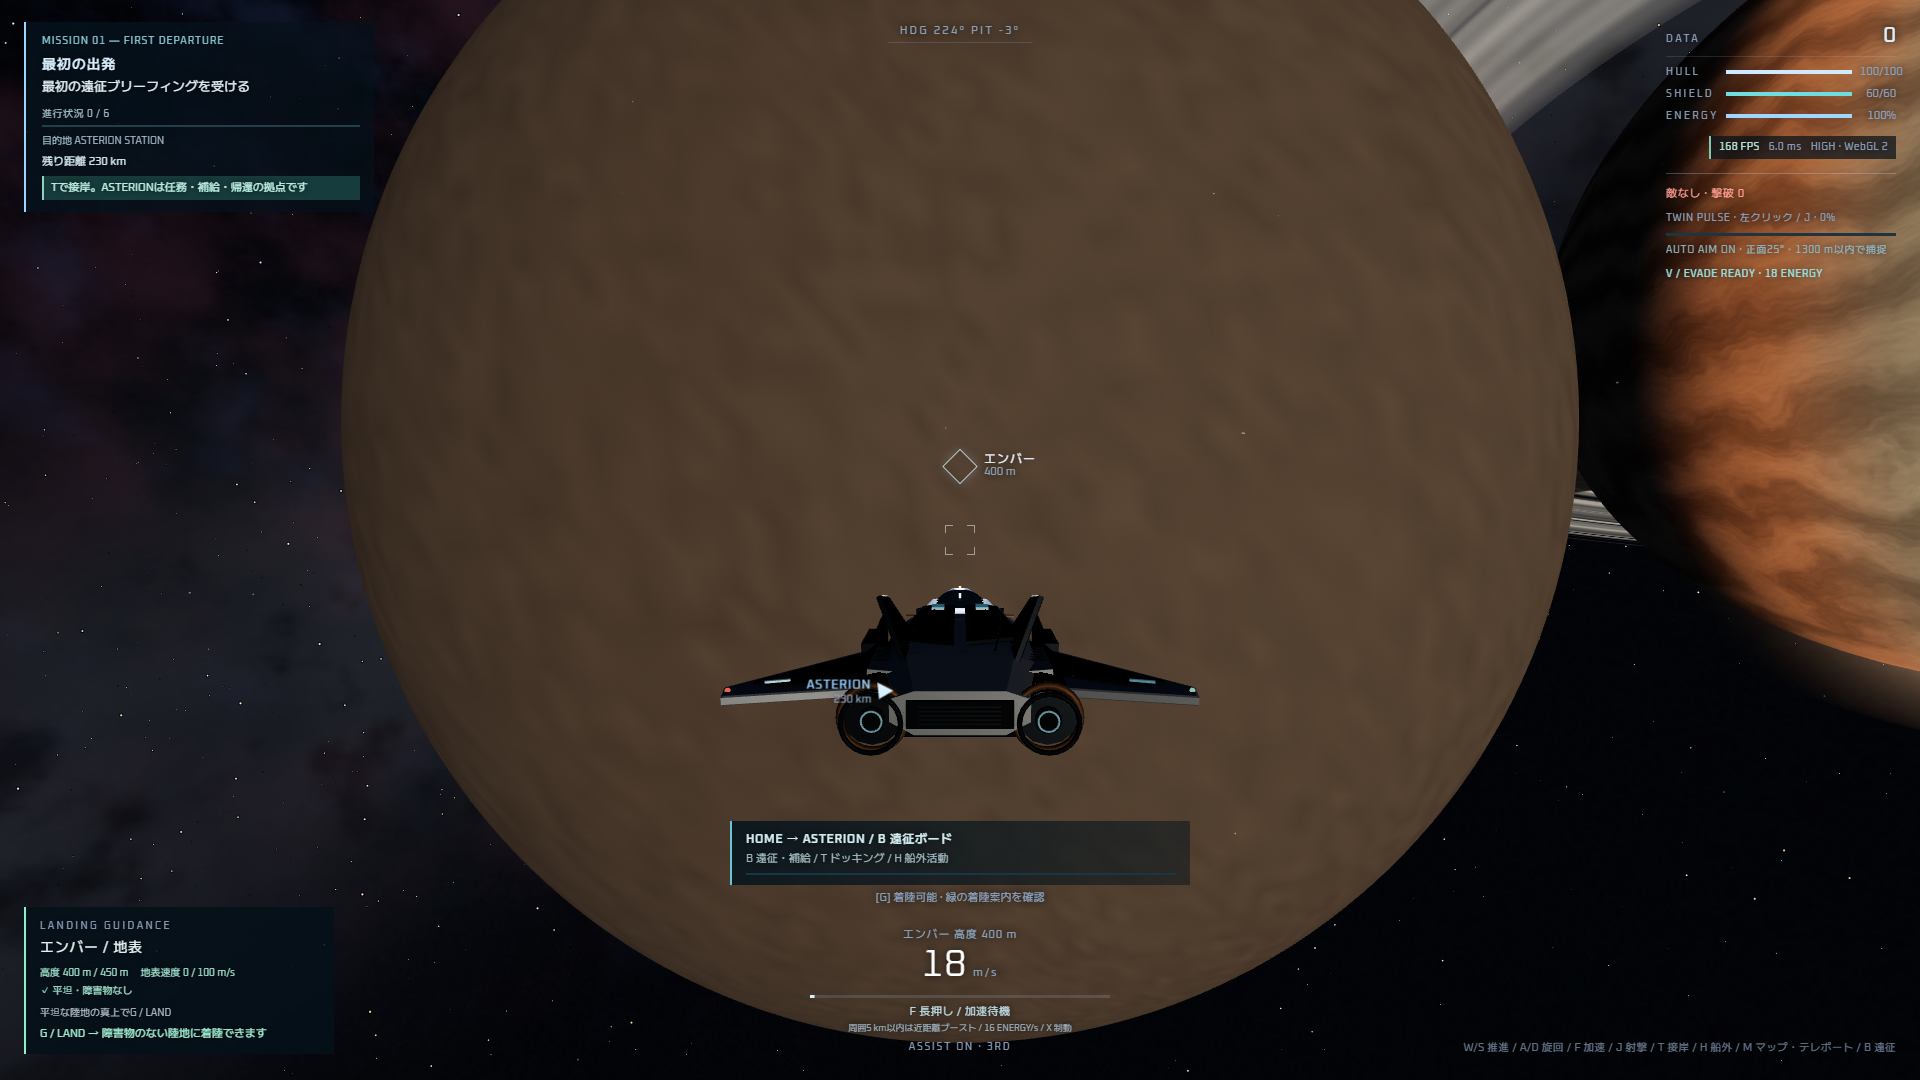 MISSION 01 — FIRST DEPARTURE
最初の出発
最初の遠征ブリーフィングを受ける
進行状況 0 / 6
目的地 ASTERION STATION
残り距離 230 km
Tで接岸。ASTERIONは任務・補給・帰還の拠点です
HDG 224° PIT -3°
DATA 0
HULL 100/100
SHIELD 60/60
ENERGY 100%
168 FPS 6.0 ms HIGH · WebGL 2
敵なし · 撃破 0
TWIN PULSE · 左クリック / J · 0%
AUTO AIM ON · 正面25° · 1300 m以内で捕捉
V / EVADE READY · 18 ENERGY
エンバー
400 m
ASTERION
230 km
HOME → ASTERION / B 遠征ボード
B 遠征・補給 / T ドッキング / H 船外活動
[G] 着陸可能 · 緑の着陸案内を確認
エンバー 高度 400 m
18 m/s
F 長押し / 加速待機
周囲5 km以内は近距離ブースト / 16 ENERGY/s / X 制動
ASSIST ON · 3RD
LANDING GUIDANCE
エンバー / 地表
高度 400 m / 450 m 地表速度 0 / 100 m/s
✓ 平坦・障害物なし
平坦な陸地の真上でG / LAND
G / LAND → 障害物のない陸地に着陸できます
W/S 推進 / A/D 旋回 / F 加速 / J 射撃 / T 接岸 / H 船外 / M マップ・テレポート / B 遠征